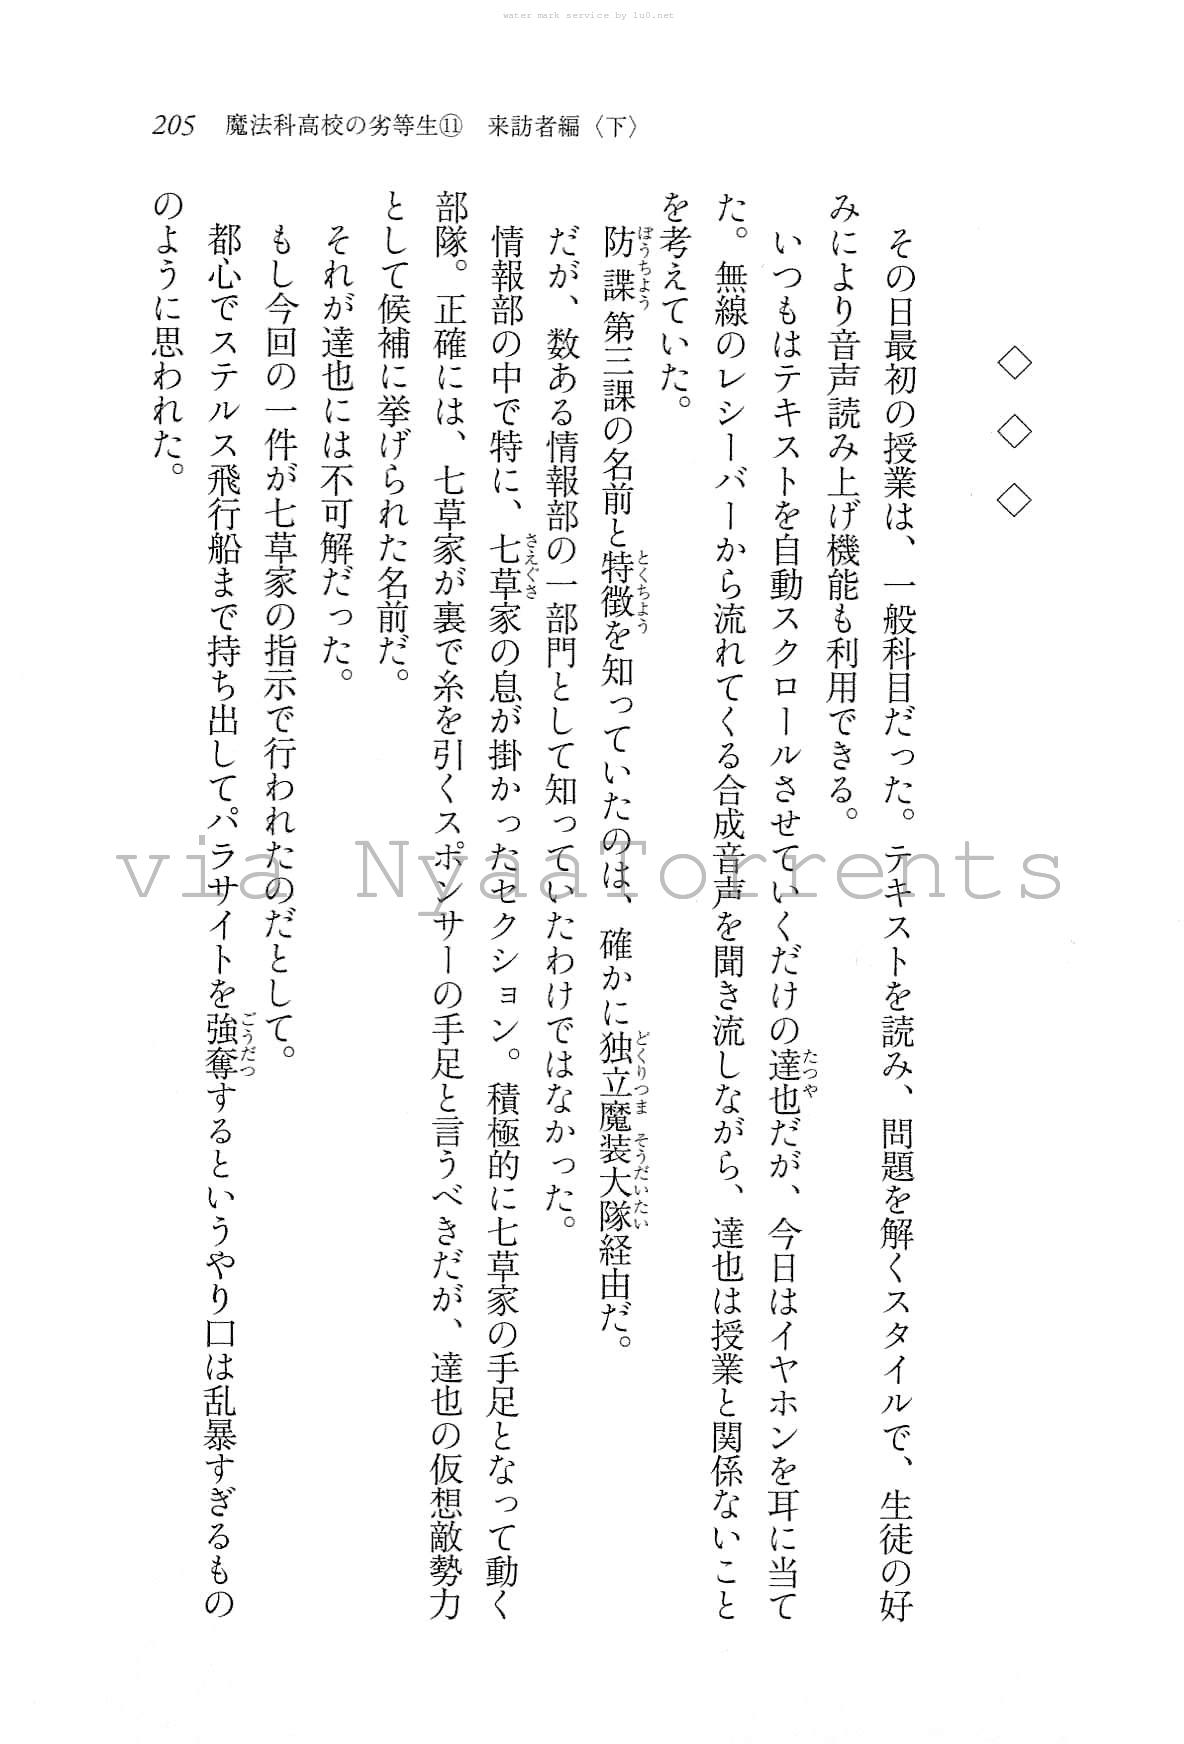 water mark service by lu0.net
205 魔法科高校の劣等生⑪ 来訪者編〈下〉
◇ ◇ ◇
その日最初の授業は、一般科目だった。テキストを読み、問題を解くスタイルで、生徒の好
みにより音声読み上げ機能も利用できる。
いつもはテキストを自動スクロールさせていくだけの達也だが、今日はイヤホンを耳に当て
た。無線のレシーバーから流れてくる合成音声を聞き流しながら、達也は授業と関係ないこと
を考えていた。
防諜第三課の名前と特徴を知っていたのは、確かに独立魔装大隊経由だ。
だが、数ある情報部の一部門として知っていたわけではなかった。
情報部の中で特に、七草家の息が掛かったセクション。積極的に七草家の手足となって動く
部隊。正確には、七草家が裏で糸を引くスポンサーの手足と言うべきだが、達也の仮想敵勢力
として候補に挙げられた名前だ。
それが達也には不可解だった。
もし今回の一件が七草家の指示で行われたのだとして。
都心でステルス飛行船まで持ち出してパラサイトを強奪するというやり口は乱暴すぎるもの
のように思われた。
via NyaaTorrents